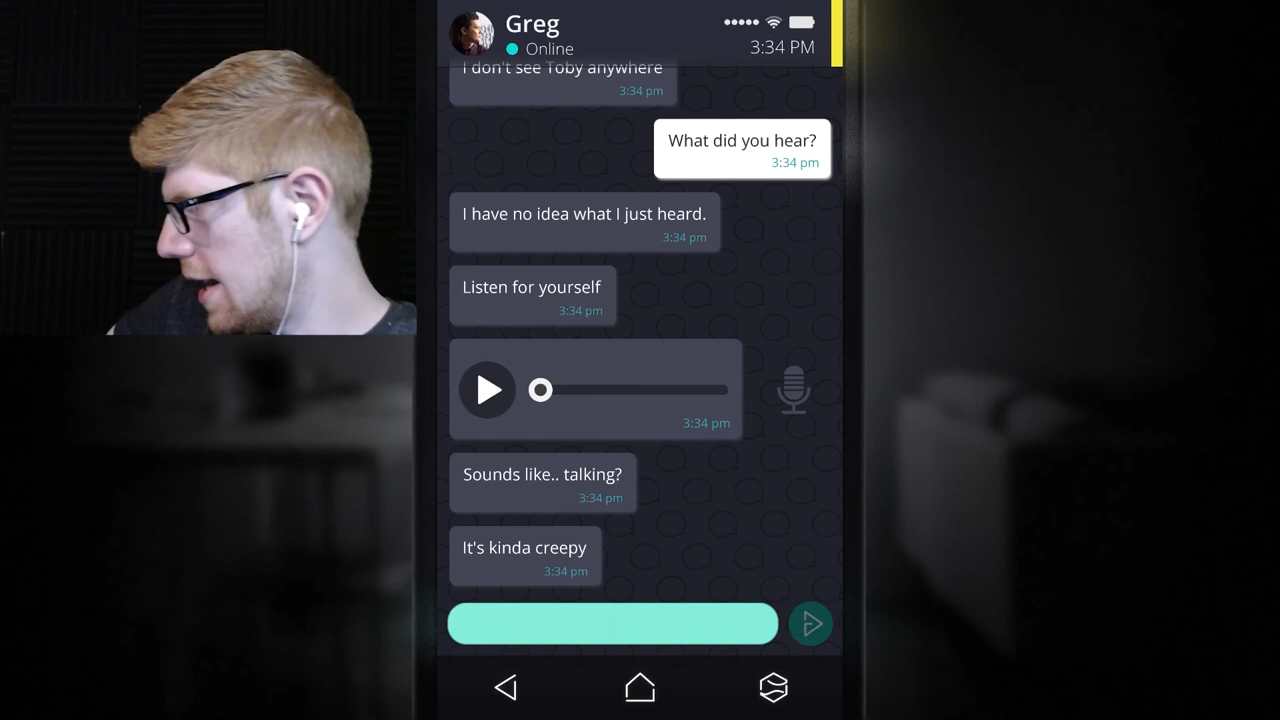 Greg
Online
3:34 PM
I don't see Toby anywhere
3:34 pm
What did you hear?
3:34 pm
I have no idea what I just heard.
3:34 pm
Listen for yourself
3:34 pm
3:34 pm
Sounds like.. talking?
3:34 pm
It's kinda creepy
3:34 pm